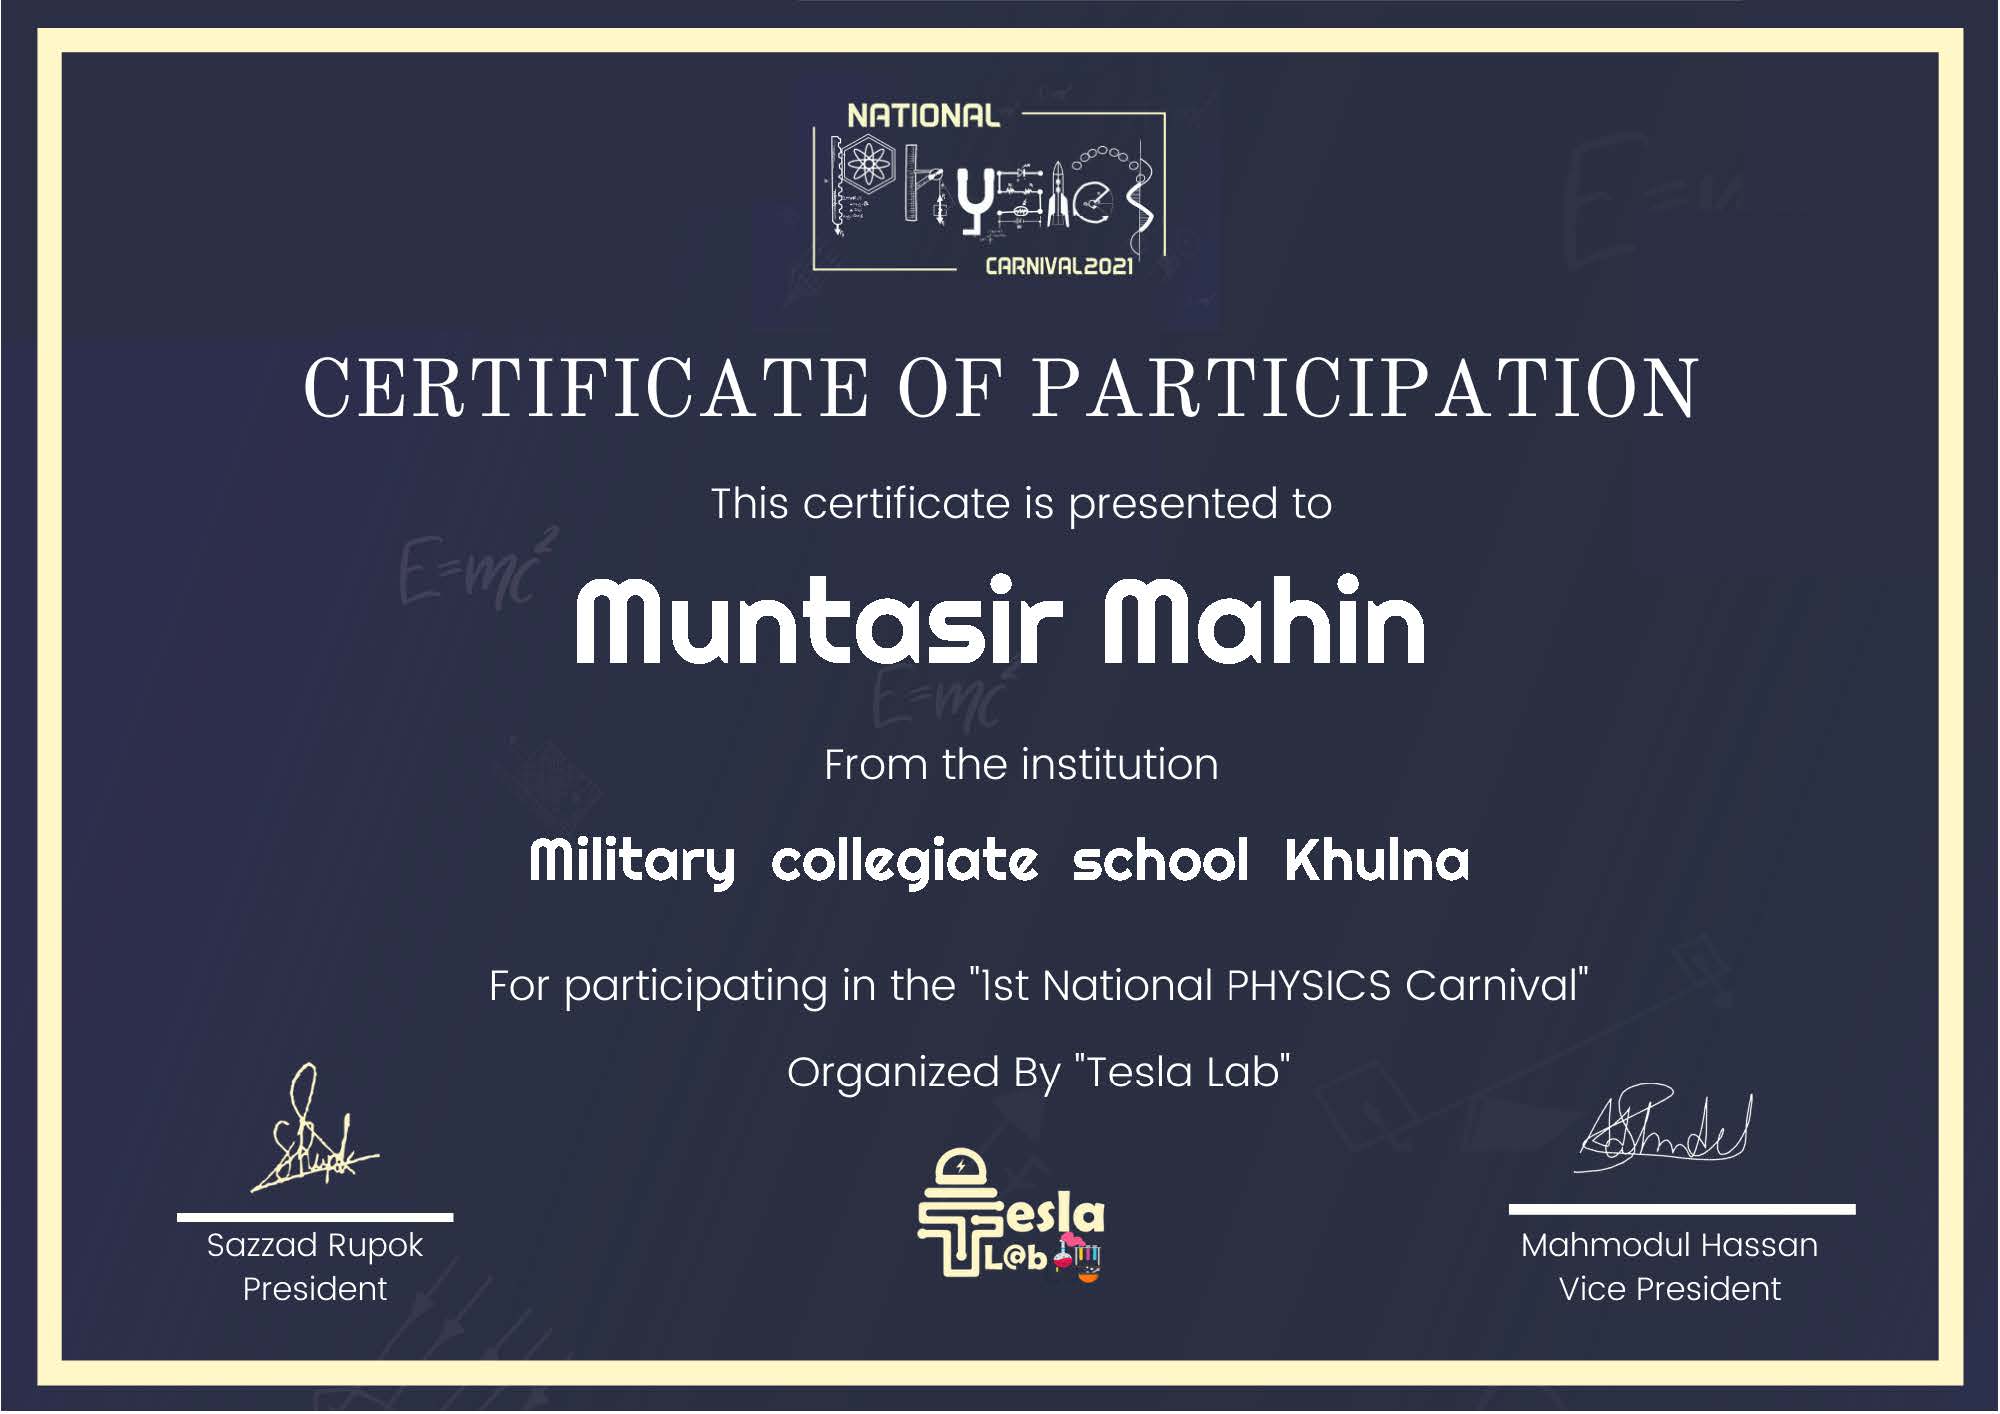 NATIONAL
Physics
CARNIVAL2021
CERTIFICATE OF PARTICIPATION
This certificate is presented to
E=mc²
Muntasir Mahin
E=mc²
From the institution
Military collegiate school Khulna
For participating in the "1st National PHYSICS Carnival"
Organized By "Tesla Lab"
Tesla
L@b
Sazzad Rupok
President
Mahmodul Hassan
Vice President